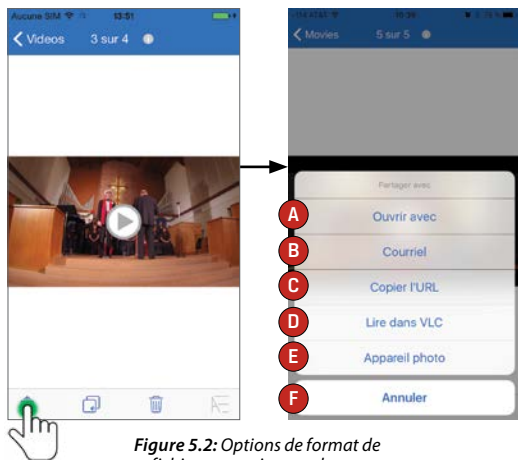 Aucune SIM 13:51
Videos 3 sur 4
Movies 5 sur 5
Partager avec
A Ouvrir avec
B Courriel
C Copier l'URL
D Lire dans VLC
E Appareil photo
F Annuler
Figure 5.2: Options de format de